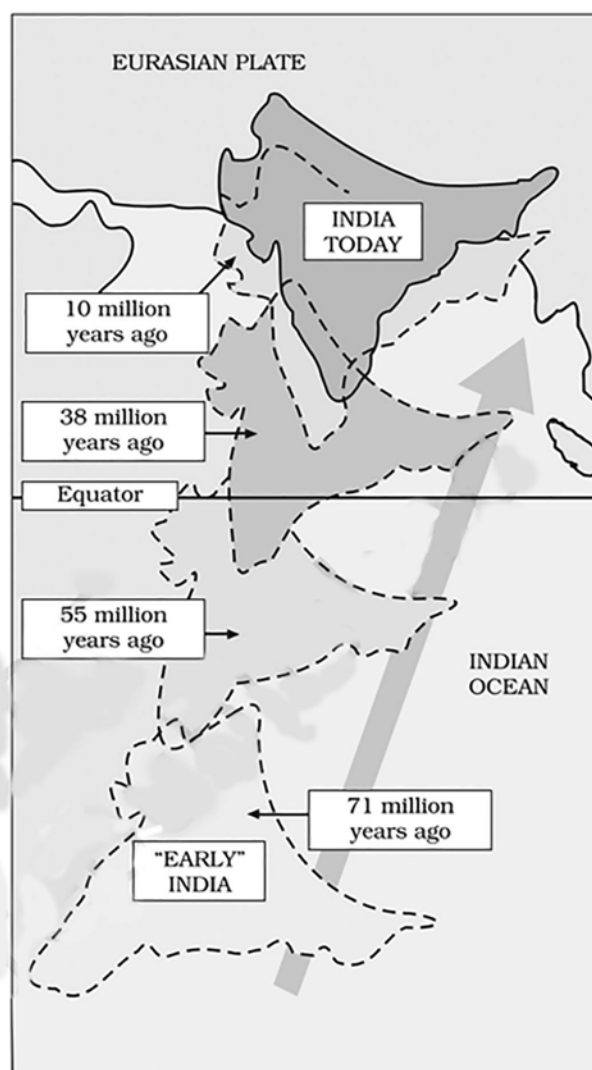 EURASIAN PLATE
INDIA
TODAY
10 million
years ago
38 million
years ago
Equator
55 million
years ago
INDIAN
OCEAN
71 million
years ago
"EARLY"
INDIA